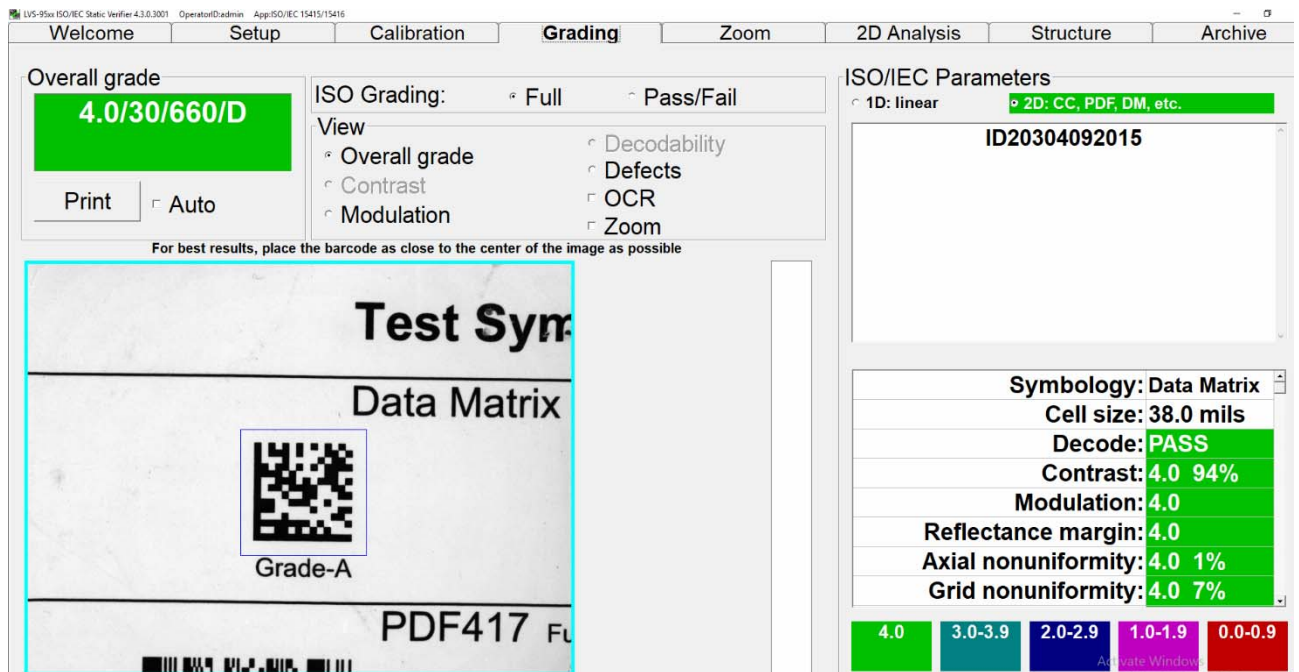 LVS-95xx ISO/IEC Static Verifier 4.3.0.3001 OperatorID:admin App:ISO/IEC 15415/15416
Welcome Setup Calibration Grading Zoom 2D Analysis Structure Archive
Overall grade
4.0/30/660/D
Print
Auto
ISO Grading: Full Pass/Fail
View
Overall grade
Contrast
Modulation
Decodability
Defects
OCR
Zoom
For best results, place the barcode as close to the center of the image as possible
Test Sym
Data Matrix
Grade-A
PDF417 Fu
ISO/IEC Parameters
1D: linear 2D: CC, PDF, DM, etc.
ID20304092015
Symbology: Data Matrix
Cell size: 38.0 mils
Decode: PASS
Contrast: 4.0 94%
Modulation: 4.0
Reflectance margin: 4.0
Axial nonuniformity: 4.0 1%
Grid nonuniformity: 4.0 7%
4.0 3.0-3.9 2.0-2.9 1.0-1.9 0.0-0.9
Activate Windows